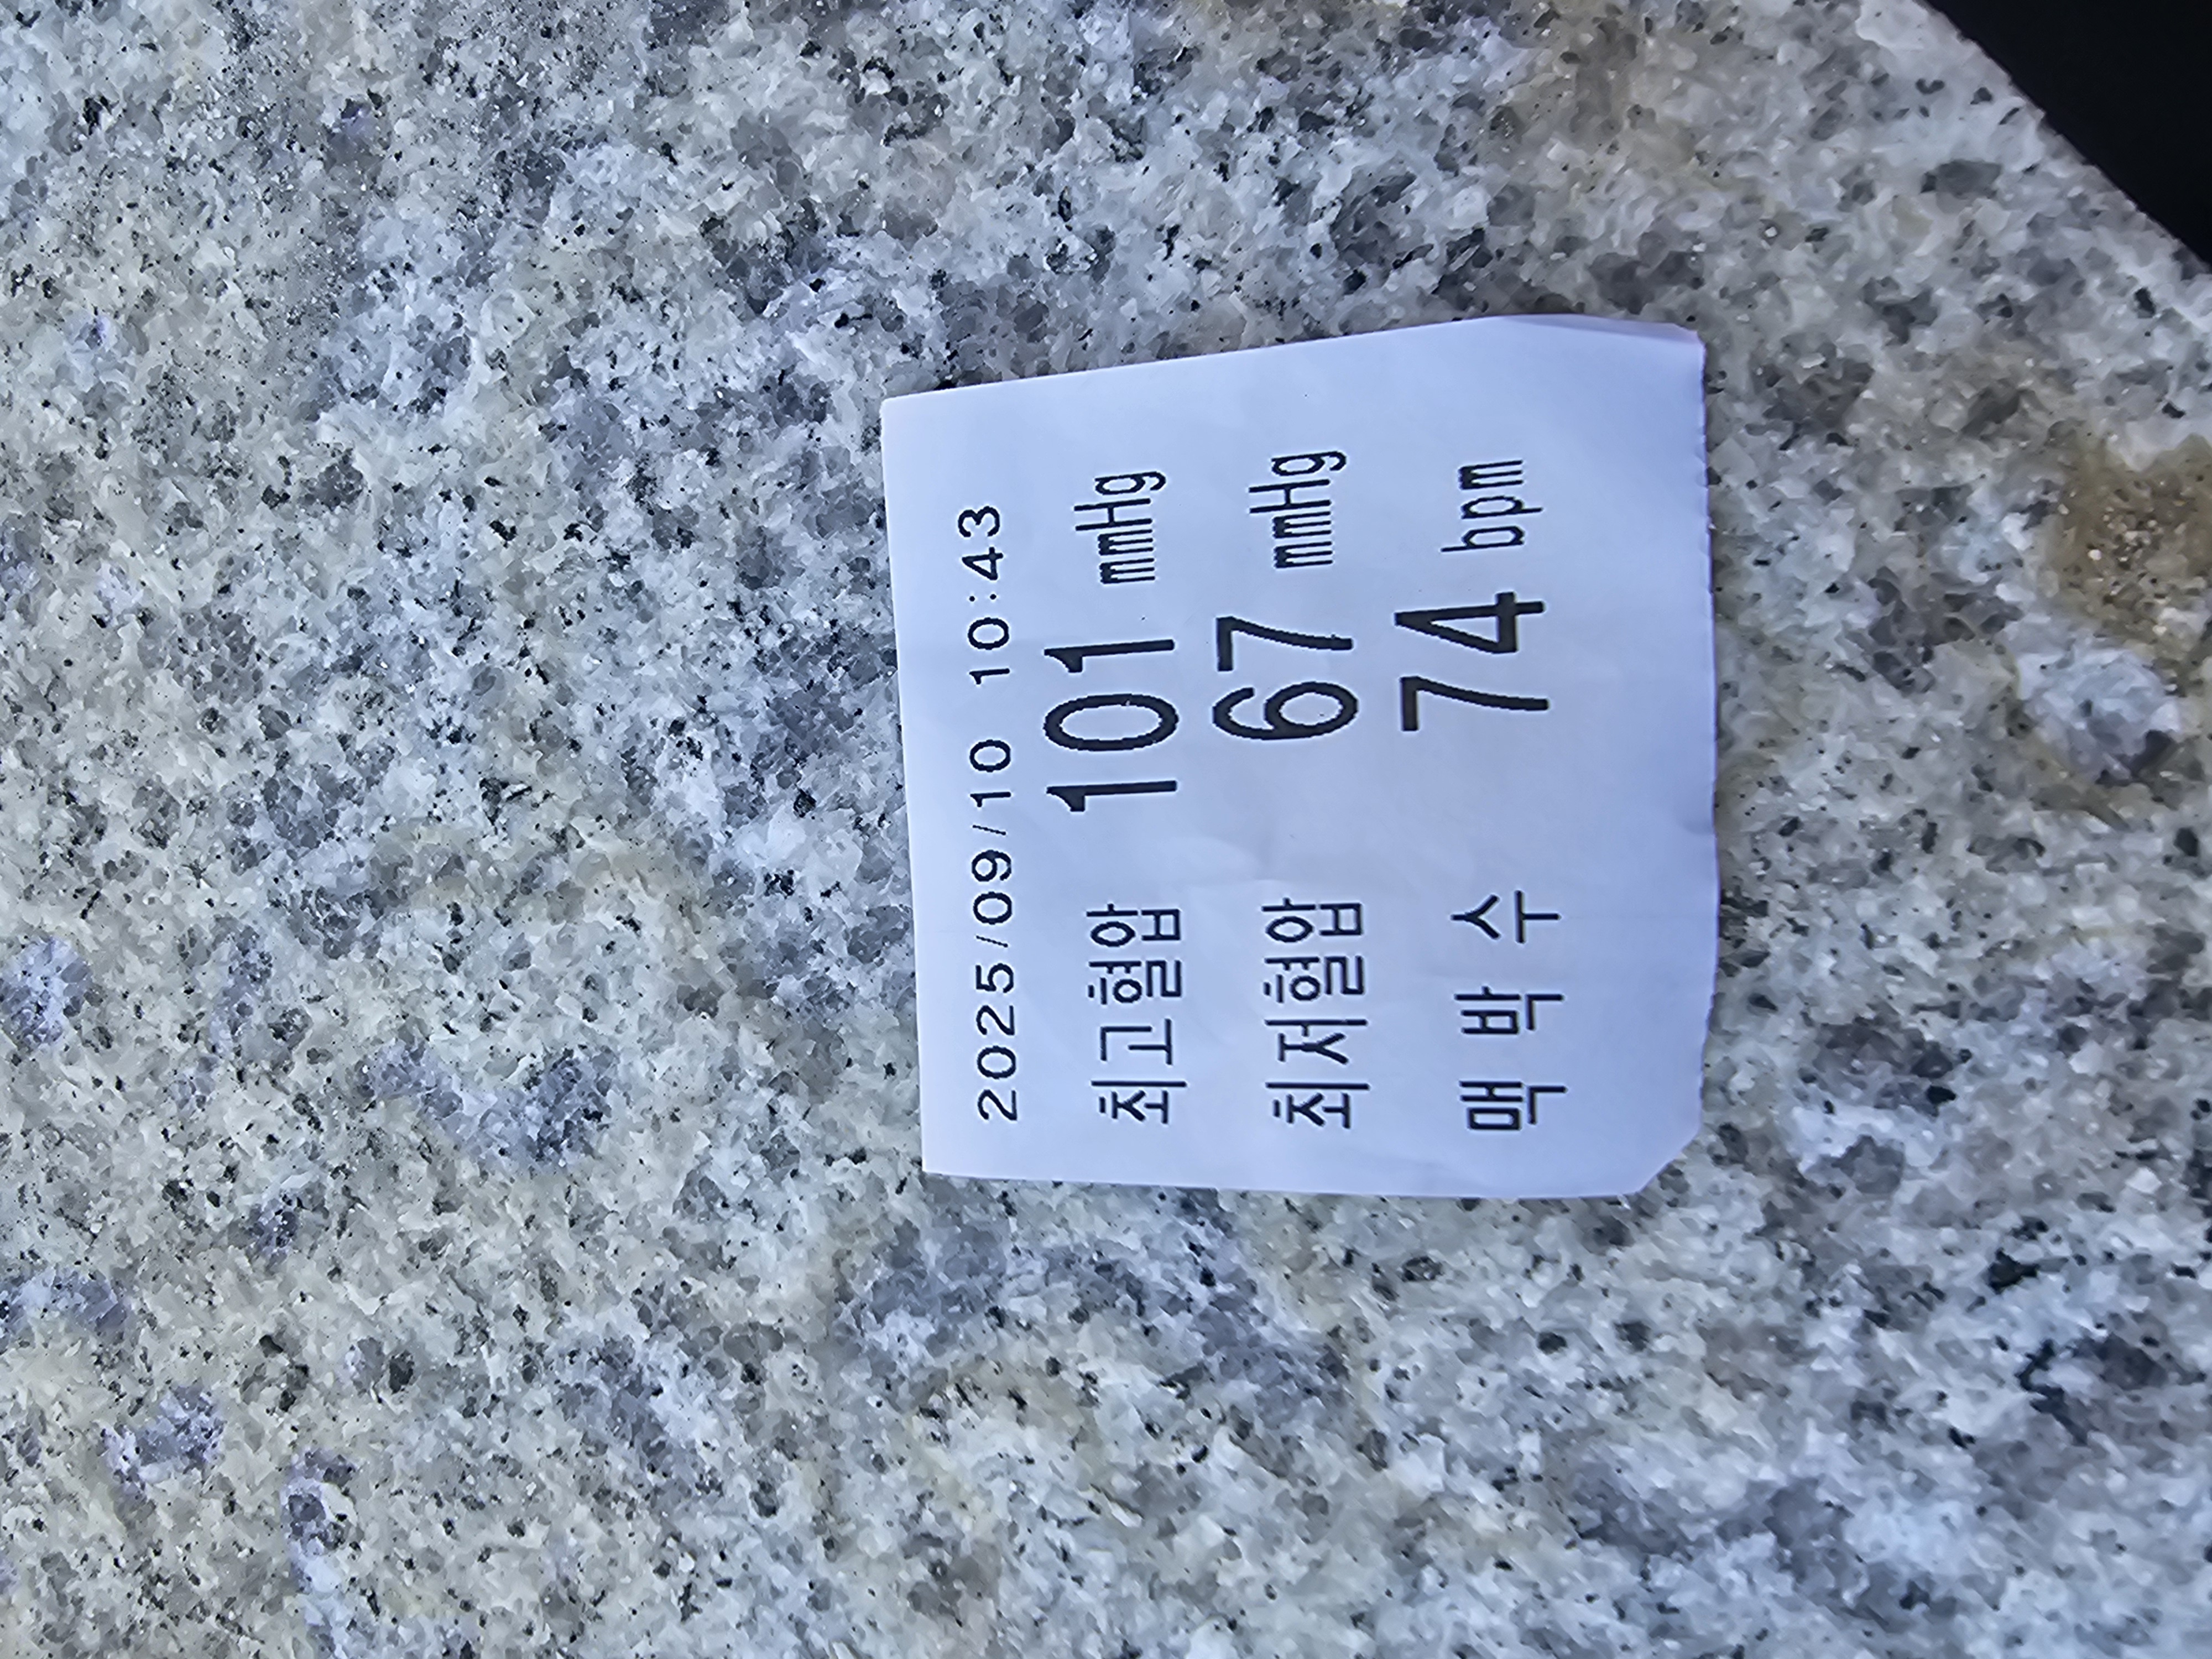 2025/09/10 10:43
최고혈압 101 mmHg
최저혈압 67 mmHg
맥 박 수 74 bpm